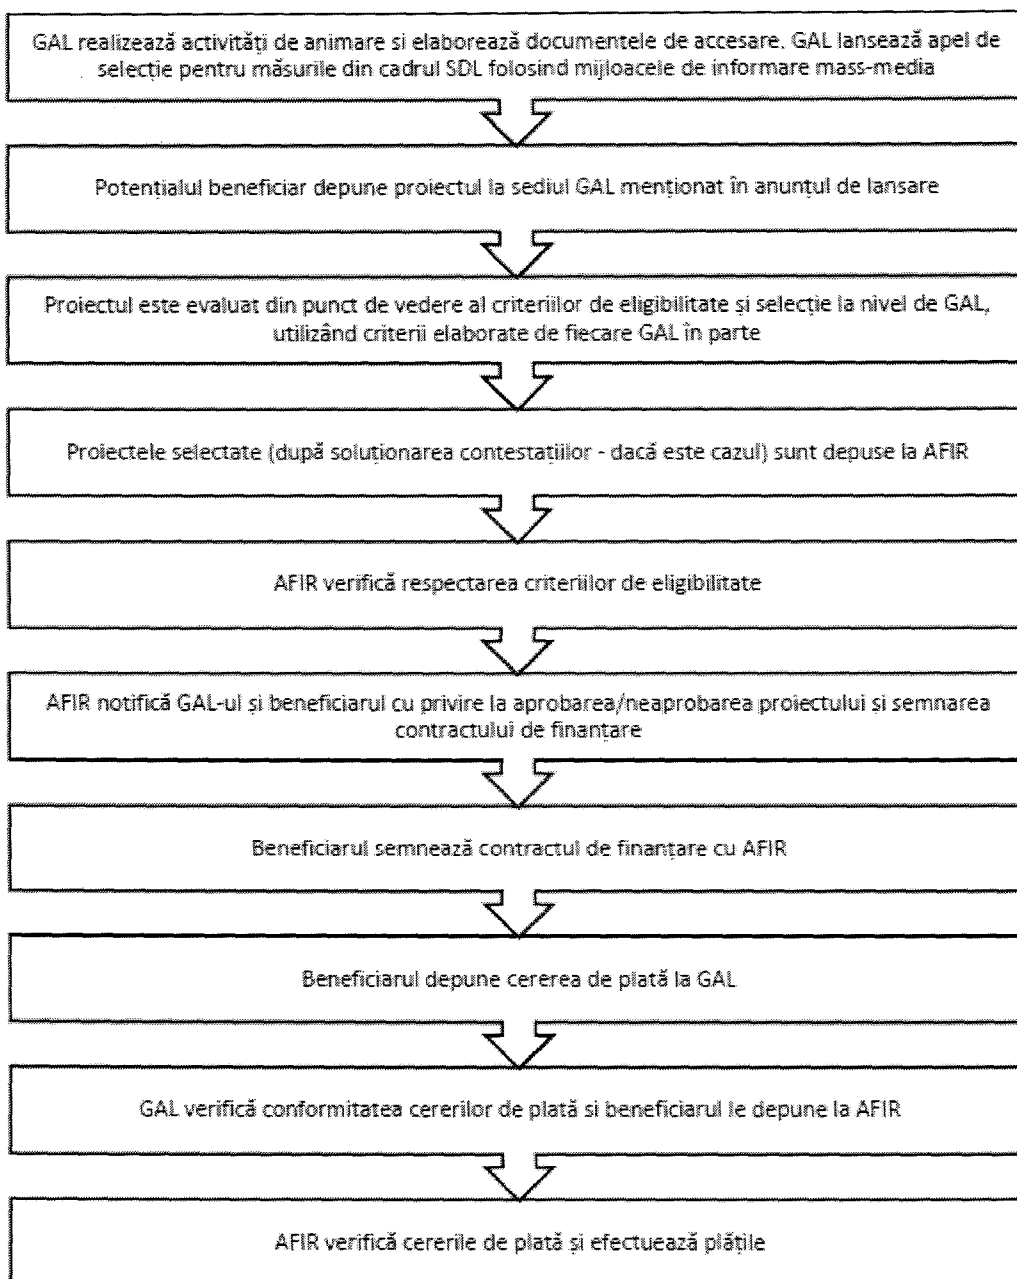 GAL realizează activități de animare si elaborează documentele de accesare. GAL lansează apel de
selecție pentru măsurile din cadrul SDL folosind mijloacele de informare mass-media
Potențialul beneficiar depune proiectul la sediul GAL menționat în anunțul de lansare
Proiectul este evaluat din punct de vedere al criteriilor de eligibilitate și selecție la nivel de GAL,
utilizând criterii elaborate de fiecare GAL în parte
Proiectele selectate (după soluționarea contestațiilor - dacă este cazul) sunt depuse la AFIR
AFIR verifică respectarea criteriilor de eligibilitate
AFIR notifică GAL-ul și beneficiarul cu privire la aprobarea/neaprobarea proiectului și semnarea
contractului de finanțare
Beneficiarul semnează contractul de finanțare cu AFIR
Beneficiarul depune cererea de plată la GAL
GAL verifică conformitatea cererilor de plată si beneficiarul le depune la AFIR
AFIR verifică cererile de plată și efectuează plățile